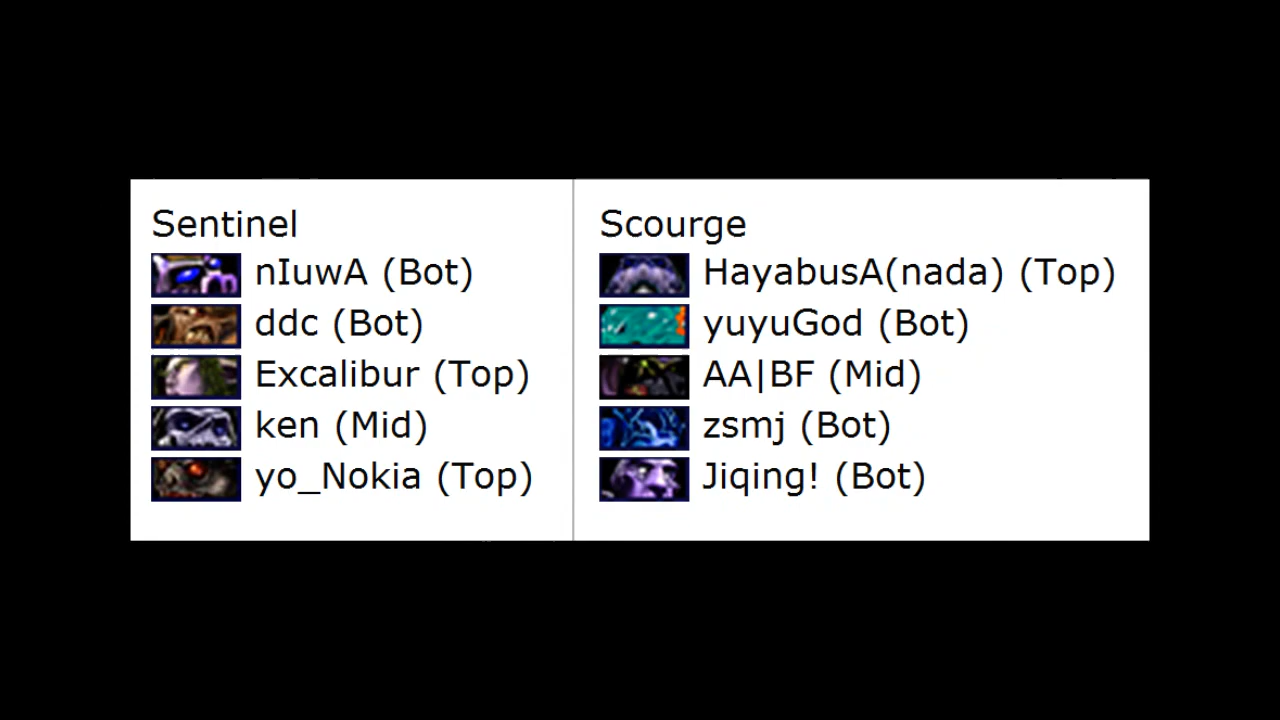 Sentinel
nIuwA (Bot)
ddc (Bot)
Excalibur (Top)
ken (Mid)
yo_Nokia (Top)
Scourge
HayabusA(nada) (Top)
yuyuGod (Bot)
AA|BF (Mid)
zsmj (Bot)
Jiqing! (Bot)